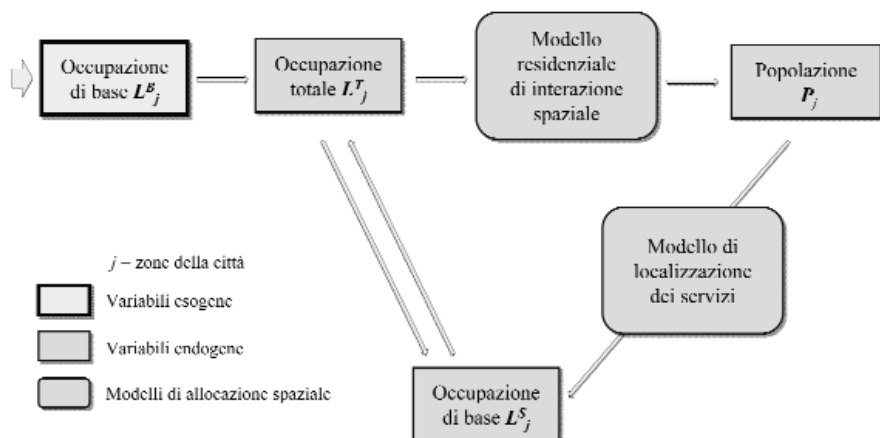 Occupazione
di base L^B_j
Occupazione
totale L^T_j
Modello
residenziale
di interazione
spaziale
Popolazione
P_j
Modello di
localizzazione
dei servizi
j – zone della città
Variabili esogene
Variabili endogene
Modelli di allocazione spaziale
Occupazione
di base L^S_j